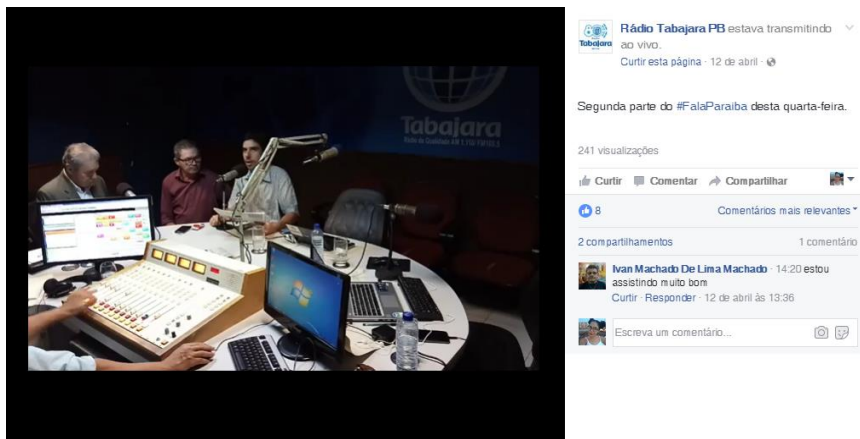 Tabajara
Tabajara
Rádio Tabajara PB estava transmitindo
ao vivo.
Curtir esta página · 12 de abril ·
Segunda parte do #FalaParaiba desta quarta-feira.
241 visualizações
Curtir Comentar Compartilhar
8 Comentários mais relevantes
2 compartilhamentos 1 comentário
Ivan Machado De Lima Machado · 14:20 estou
assistindo muito bom
Curtir · Responder · 12 de abril às 13:36
Escreva um comentário...